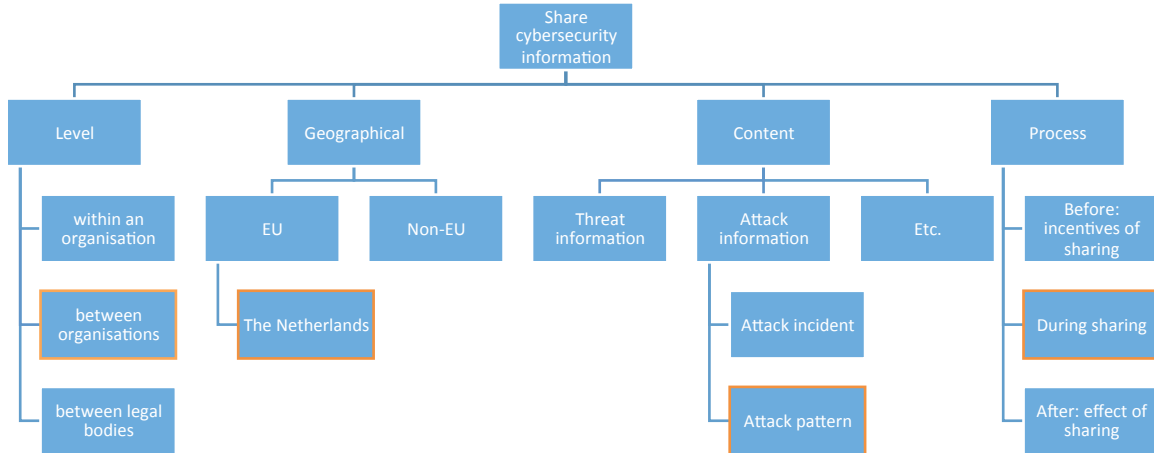 Share
cybersecurity
information
Level
Geographical
Content
Process
within an
organisation
EU
Non-EU
Threat
information
Attack
information
Etc.
Before:
incentives of
sharing
between
organisations
The Netherlands
Attack incident
During sharing
between legal
bodies
Attack pattern
After: effect of
sharing